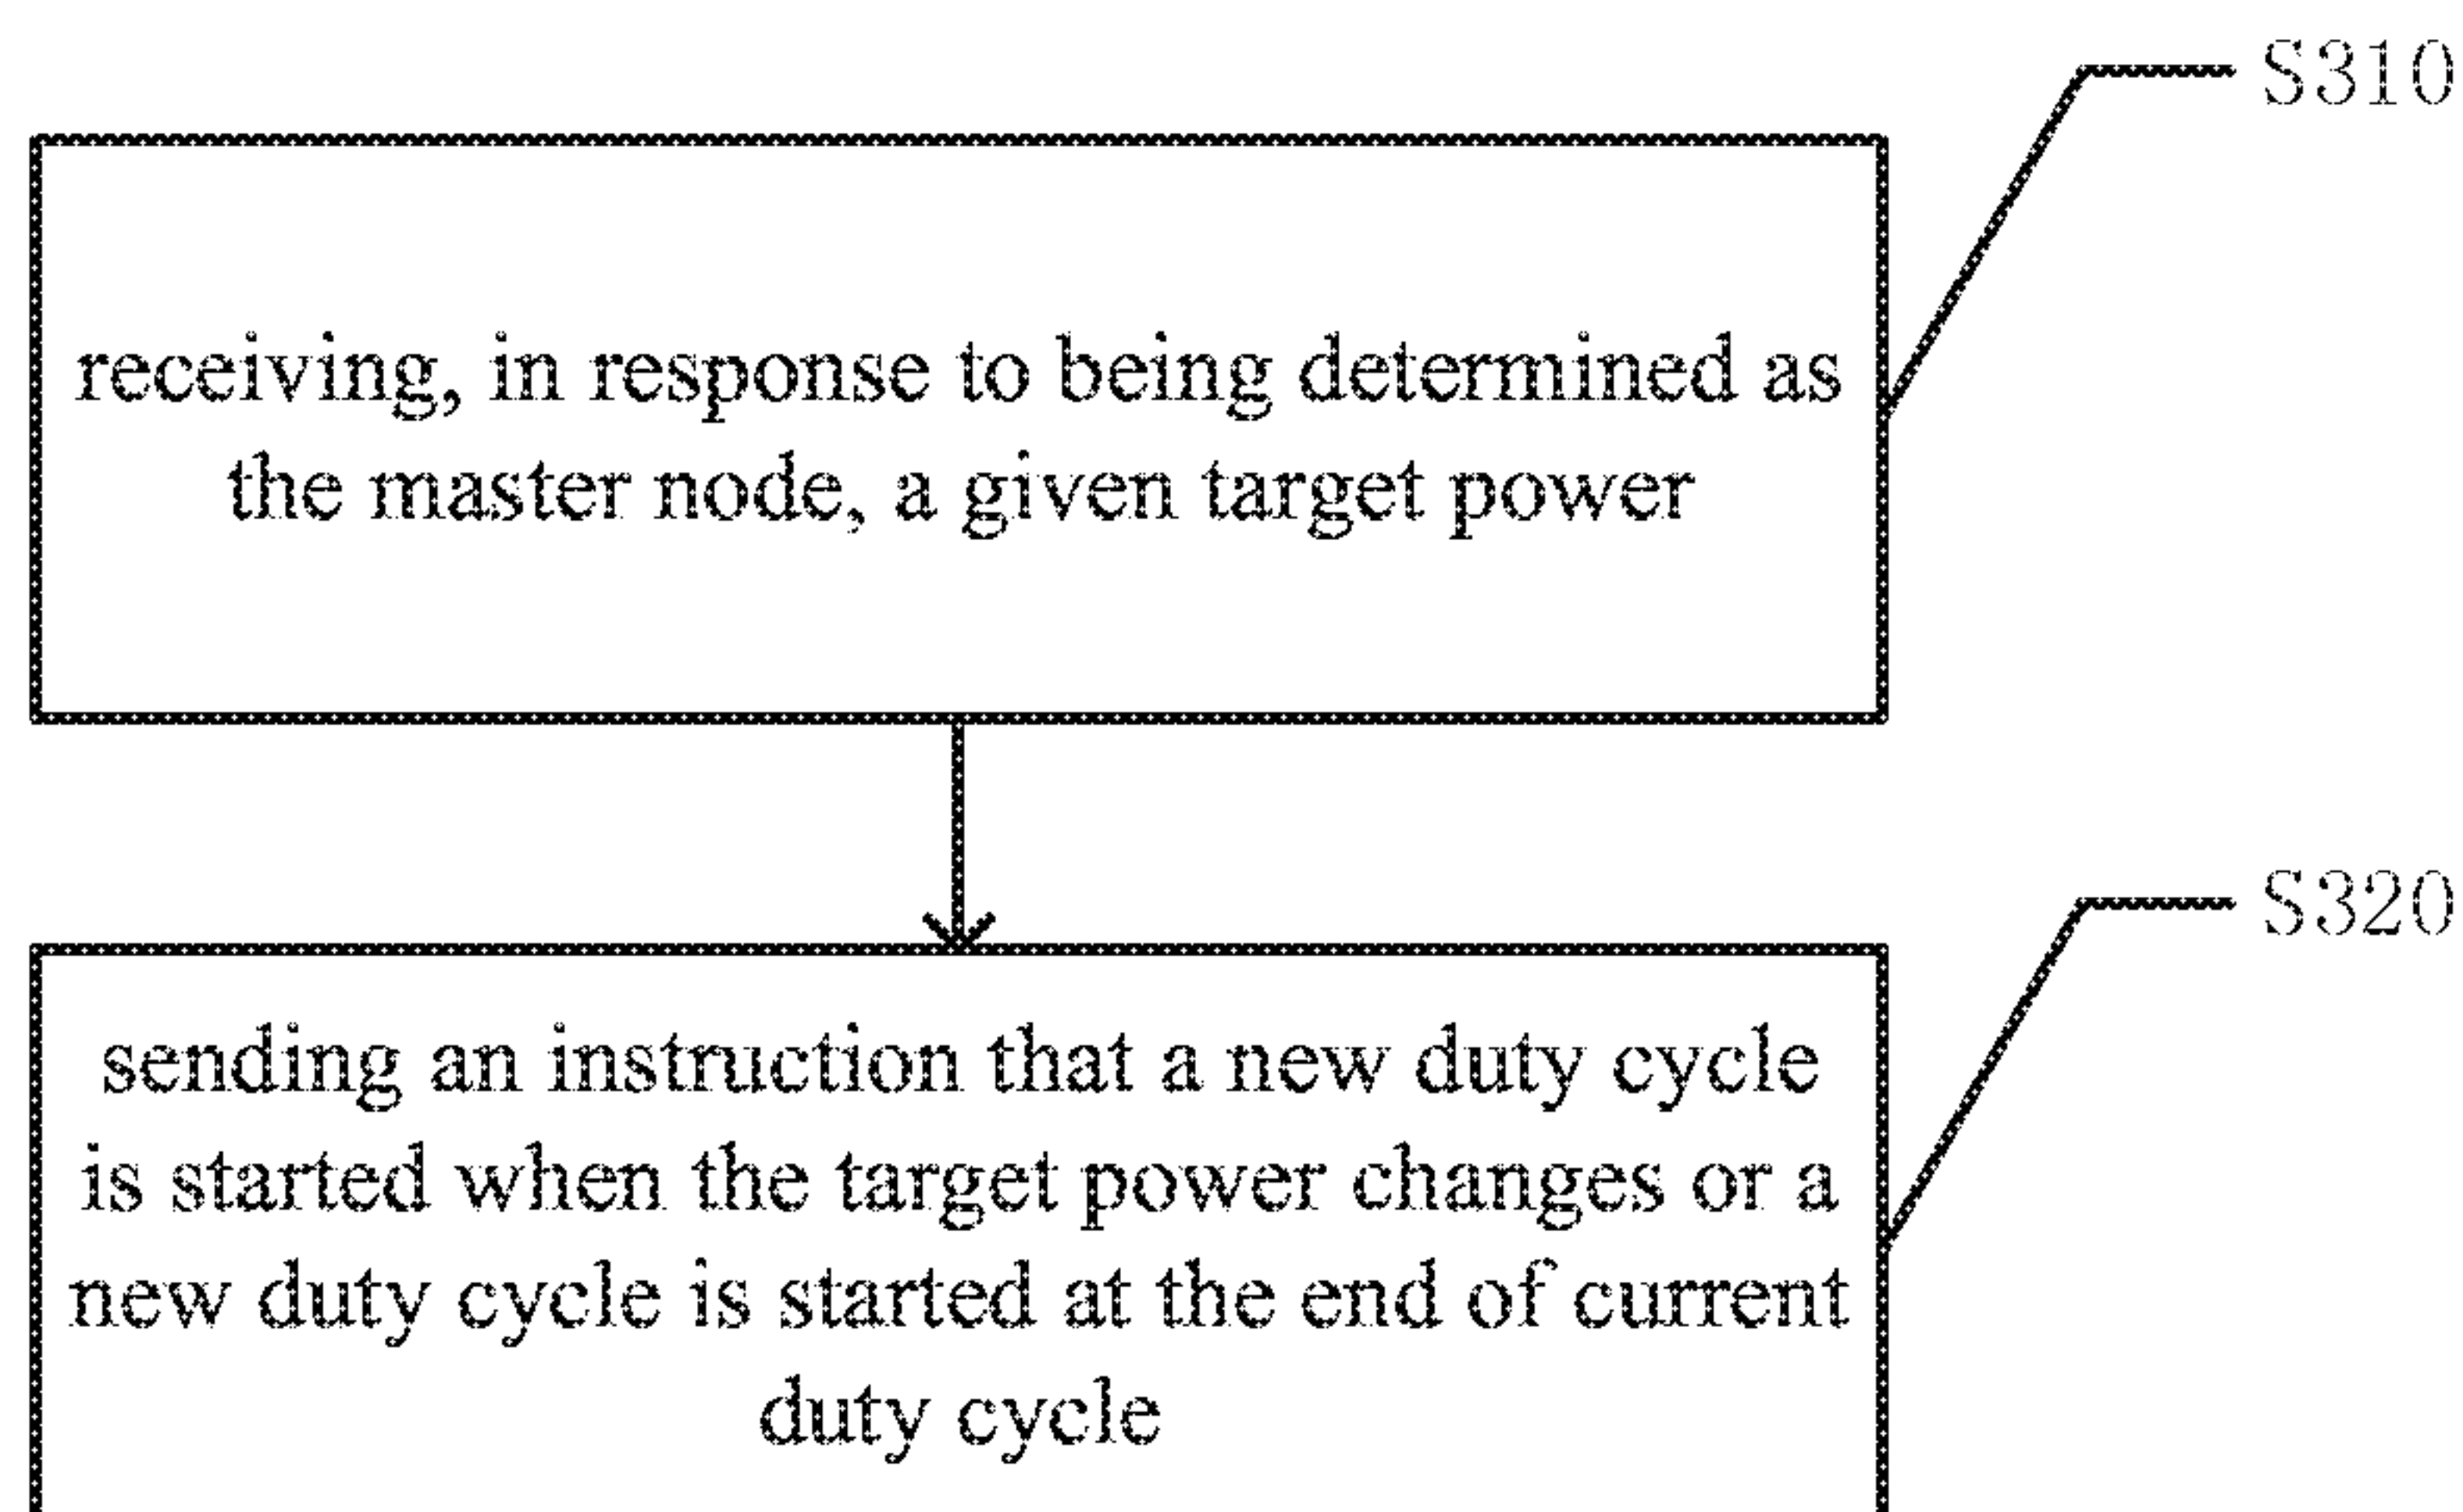 S310
receiving, in response to being determined as
the master node, a given target power
S320
sending an instruction that a new duty cycle
is started when the target power changes or a
new duty cycle is started at the end of current
duty cycle